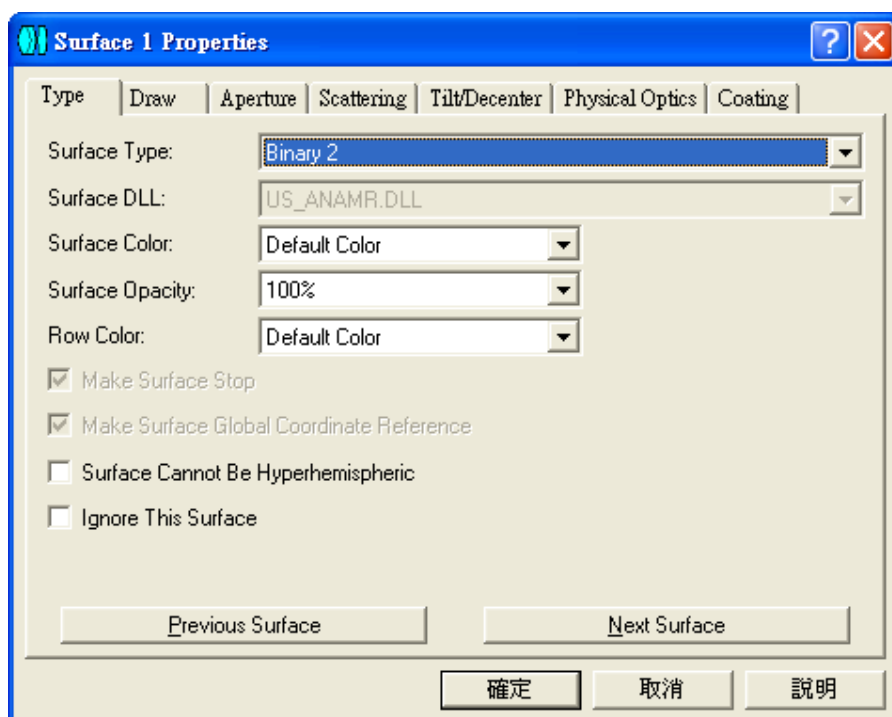 Surface 1 Properties
Type Draw Aperture Scattering Tilt/Decenter Physical Optics Coating
Surface Type: Binary 2
Surface DLL: US_ANAMR.DLL
Surface Color: Default Color
Surface Opacity: 100%
Row Color: Default Color
Make Surface Stop
Make Surface Global Coordinate Reference
Surface Cannot Be Hyperhemispheric
Ignore This Surface
Previous Surface Next Surface
確定 取消 說明